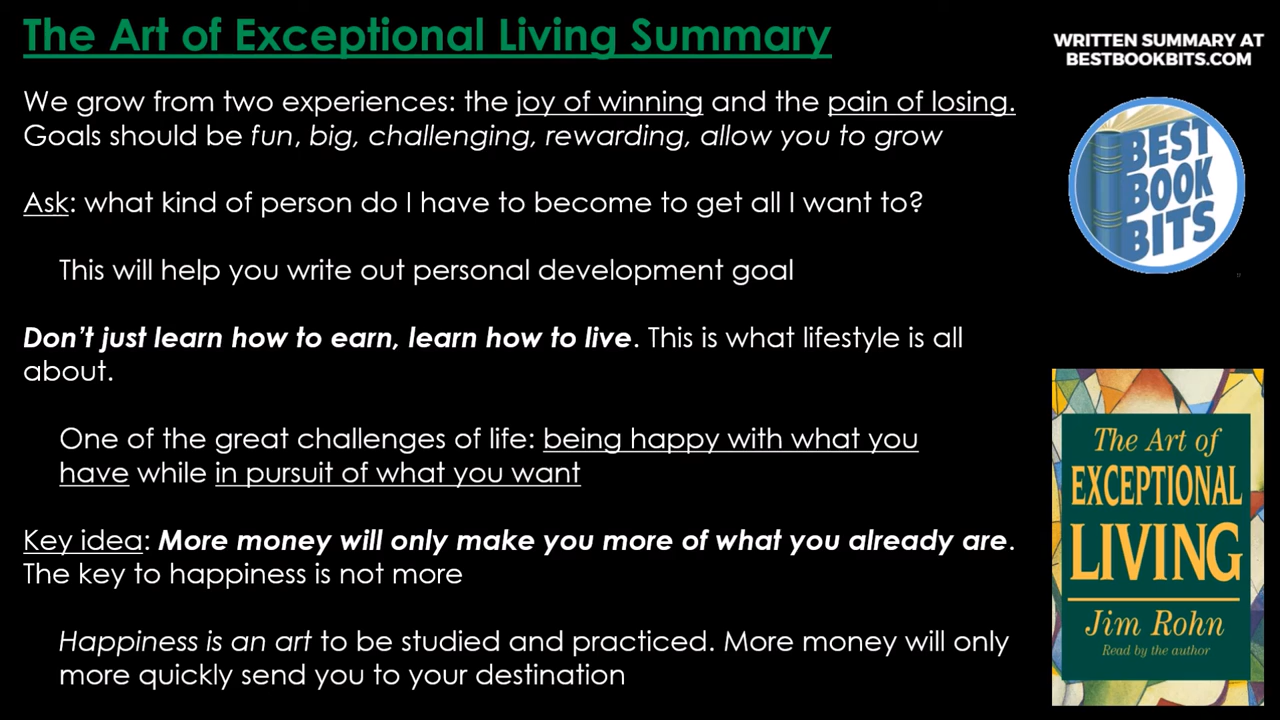 The Art of Exceptional Living Summary
WRITTEN SUMMARY AT
BESTBOOKBITS.COM
We grow from two experiences: the joy of winning and the pain of losing.
Goals should be fun, big, challenging, rewarding, allow you to grow
BEST
BOOK
BITS
Ask: what kind of person do I have to become to get all I want to?
This will help you write out personal development goal
Don't just learn how to earn, learn how to live. This is what lifestyle is all
about.
One of the great challenges of life: being happy with what you
have while in pursuit of what you want
Key idea: More money will only make you more of what you already are.
The key to happiness is not more
Happiness is an art to be studied and practiced. More money will only
more quickly send you to your destination
The Art of
EXCEPTIONAL
LIVING
Jim Rohn
Read by the author